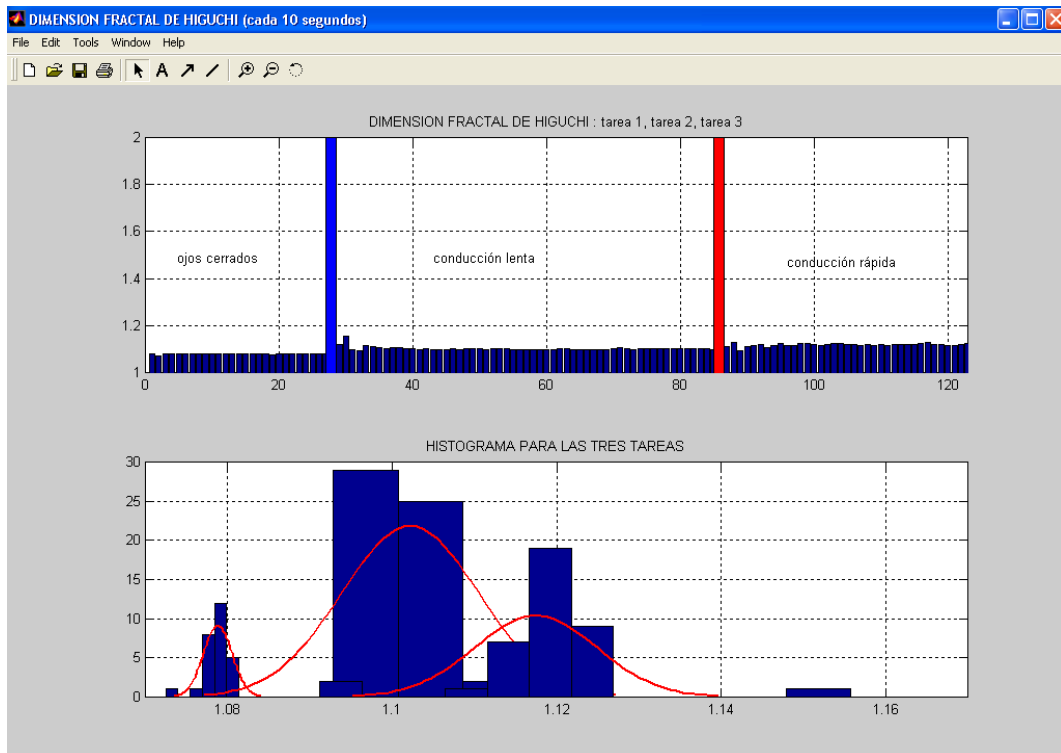 DIMENSION FRACTAL DE HIGUCHI (cada 10 segundos)
File Edit Tools Window Help
A
DIMENSION FRACTAL DE HIGUCHI : tarea 1, tarea 2, tarea 3
2
1.8
1.6
1.4
1.2
1
ojos cerrados
conducción lenta
conducción rápida
0 20 40 60 80 100 120
HISTOGRAMA PARA LAS TRES TAREAS
30
25
20
15
10
5
0
1.08 1.1 1.12 1.14 1.16